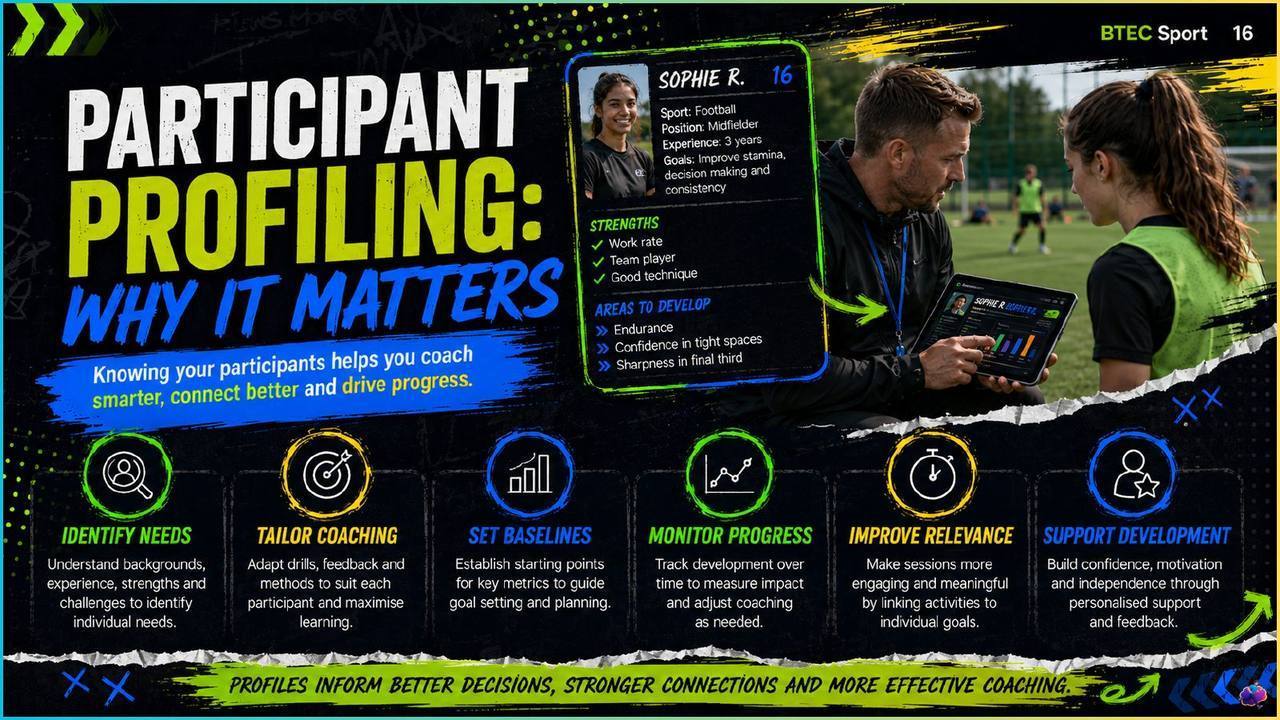 BTEC Sport 16
PARTICIPANT
PROFILING:
WHY IT MATTERS
Knowing your participants helps you coach
smarter, connect better and drive progress.
SOPHIE R. 16
Sport: Football
Position: Midfielder
Experience: 3 years
Goals: Improve stamina,
decision making and
consistency
STRENGTHS
Work rate
Team player
Good technique
AREAS TO DEVELOP
Endurance
Confidence in tight spaces
Sharpness in final third
SOPHIE R.
IDENTIFY NEEDS
Understand backgrounds,
experience, strengths and
challenges to identify
individual needs.
TAILOR COACHING
Adapt drills, feedback and
methods to suit each
participant and maximise
learning.
SET BASELINES
Establish starting points
for key metrics to guide
goal setting and planning.
MONITOR PROGRESS
Track development over
time to measure impact
and adjust coaching
as needed.
IMPROVE RELEVANCE
Make sessions more
engaging and meaningful
by linking activities to
individual goals.
SUPPORT DEVELOPMENT
Build confidence, motivation
and independence through
personalised support
and feedback.
PROFILES INFORM BETTER DECISIONS, STRONGER CONNECTIONS AND MORE EFFECTIVE COACHING.